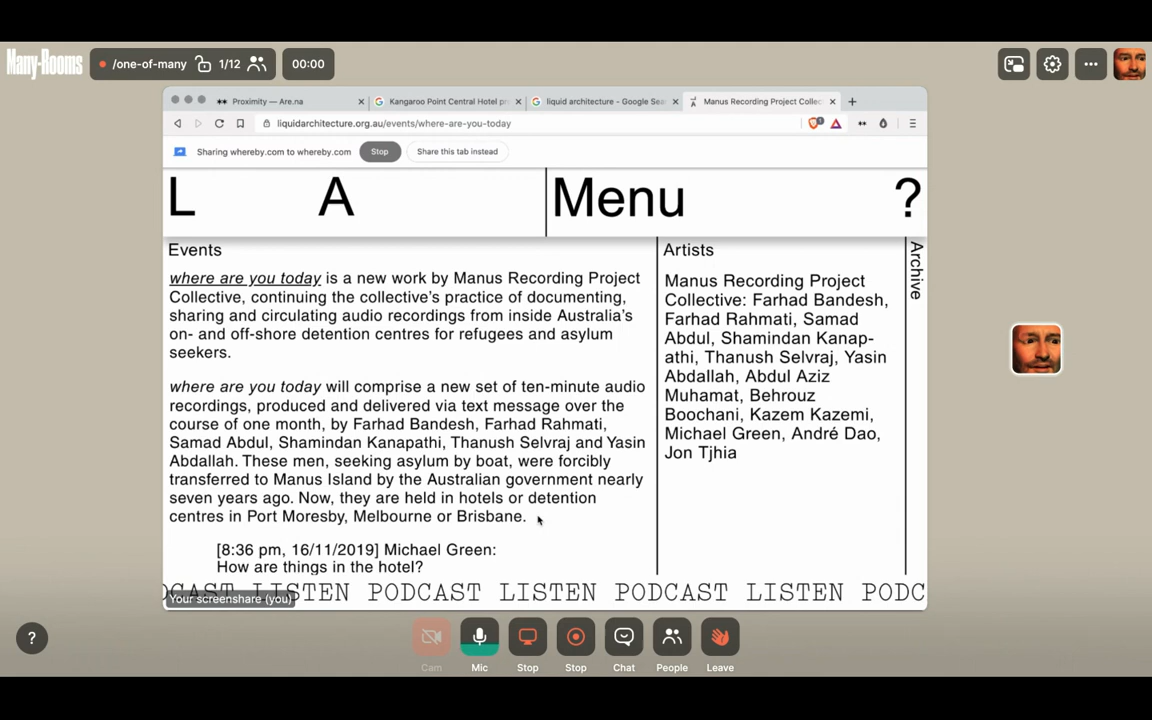 Many-Rooms
/one-of-many
1/12
00:00
Proximity — Are.na
Kangaroo Point Central Hotel pr
liquid architecture - Google Sea
Manus Recording Project Collec
liquidarchitecture.org.au/events/where-are-you-today
1
Sharing whereby.com to whereby.com
Stop
Share this tab instead
L A
Menu
?
Events
where are you today is a new work by Manus Recording Project
Collective, continuing the collective’s practice of documenting,
sharing and circulating audio recordings from inside Australia’s
on- and off-shore detention centres for refugees and asylum
seekers.
where are you today will comprise a new set of ten-minute audio
recordings, produced and delivered via text message over the
course of one month, by Farhad Bandesh, Farhad Rahmati,
Samad Abdul, Shamindan Kanapathi, Thanush Selvraj and Yasin
Abdallah. These men, seeking asylum by boat, were forcibly
transferred to Manus Island by the Australian government nearly
seven years ago. Now, they are held in hotels or detention
centres in Port Moresby, Melbourne or Brisbane.
[8:36 pm, 16/11/2019] Michael Green:
How are things in the hotel?
Artists
Manus Recording Project
Collective: Farhad Bandesh,
Farhad Rahmati, Samad
Abdul, Shamindan Kanap-
athi, Thanush Selvraj, Yasin
Abdallah, Abdul Aziz
Muhamat, Behrouz
Boochani, Kazem Kazemi,
Michael Green, André Dao,
Jon Tjhia
Archive
DCAST LISTEN PODCAST LISTEN PODCAST LISTEN PODC
Your screenshare (you)
?
Cam
Mic
Stop
Stop
Chat
People
Leave